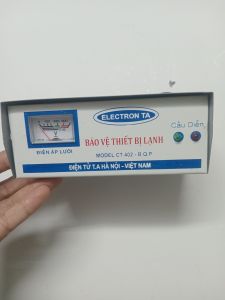 ELECTRON TA
Cầu Diễn
V
BẢO VỆ THIẾT BỊ LẠNH
ĐIỆN ÁP LƯỚI
MODEL CT 402 - B Q P
ĐIỆN TỬ T.A HÀ NỘI - VIỆT NAM